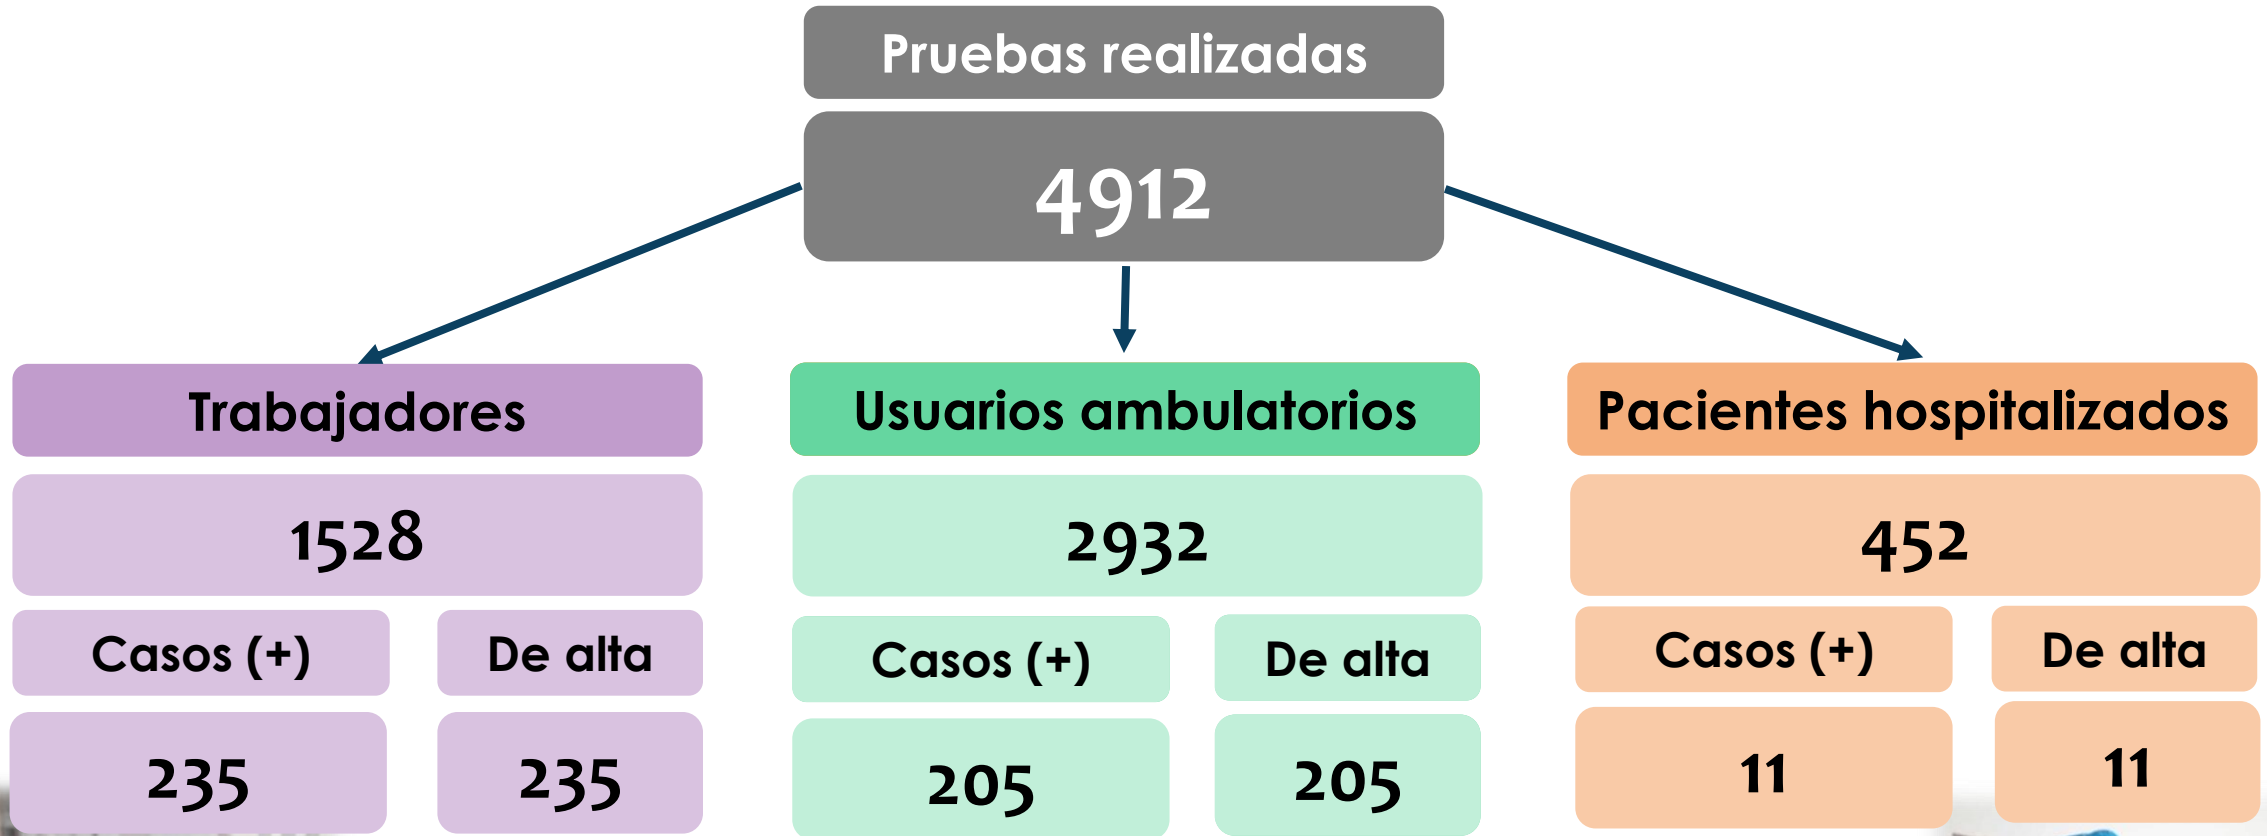 Pruebas realizadas
4912
Trabajadores
1528
Casos (+)
De alta
235
235
Usuarios ambulatorios
2932
Casos (+)
De alta
205
205
Pacientes hospitalizados
452
Casos (+)
De alta
11
11